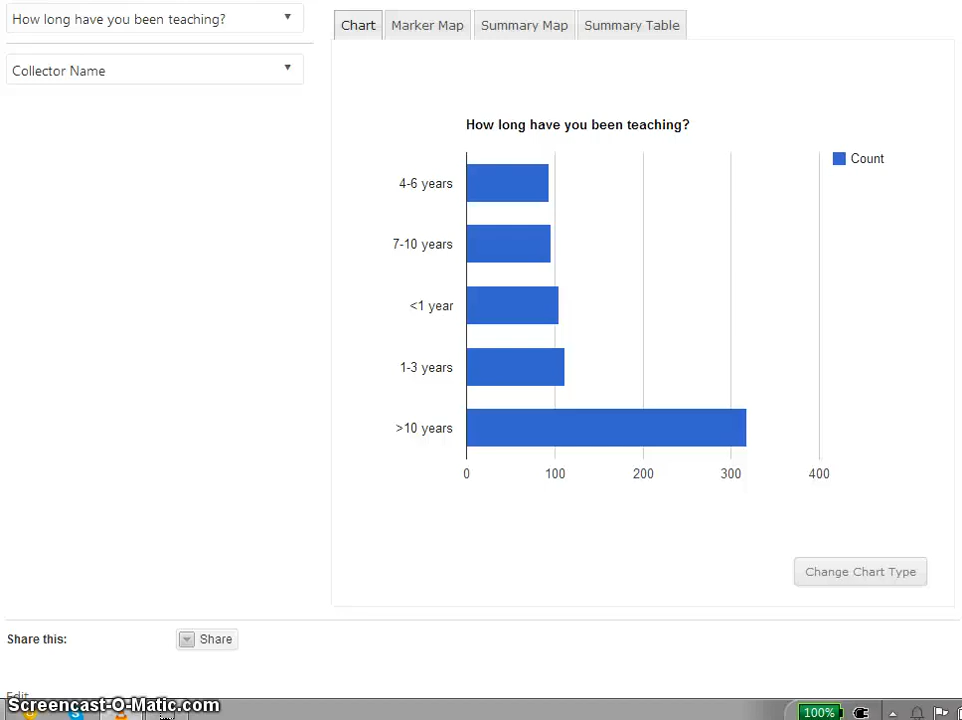 How long have you been teaching?
Collector Name
Chart
Marker Map
Summary Map
Summary Table
How long have you been teaching?
Count
4-6 years
7-10 years
<1 year
1-3 years
>10 years
0 100 200 300 400
Change Chart Type
Share this:
Share
Edit
Screencast-O-Matic.com
100%